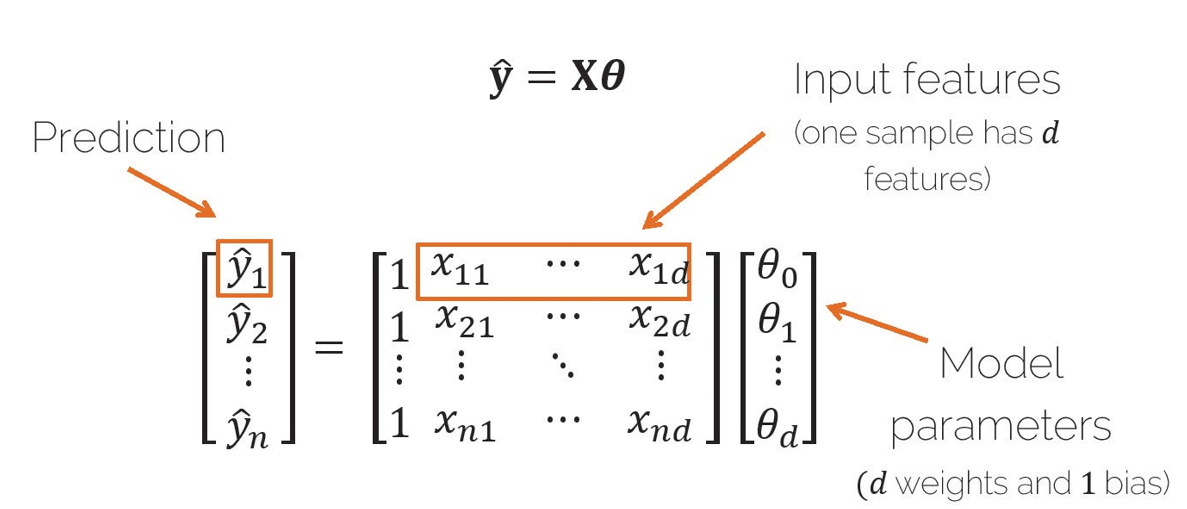 ŷ = Xθ
Input features
(one sample has d
features)
Prediction
[ŷ₁] = [1 x₁₁ ⋯ x₁d] [θ₀]
[ŷ₂] [1 x₂₁ ⋯ x₂d] [θ₁]
[⋮] [⋮ ⋮ ⋱ ⋮] [⋮]
[ŷₙ] [1 xₙ₁ ⋯ xₙd] [θd]
Model
parameters
(d weights and 1 bias)